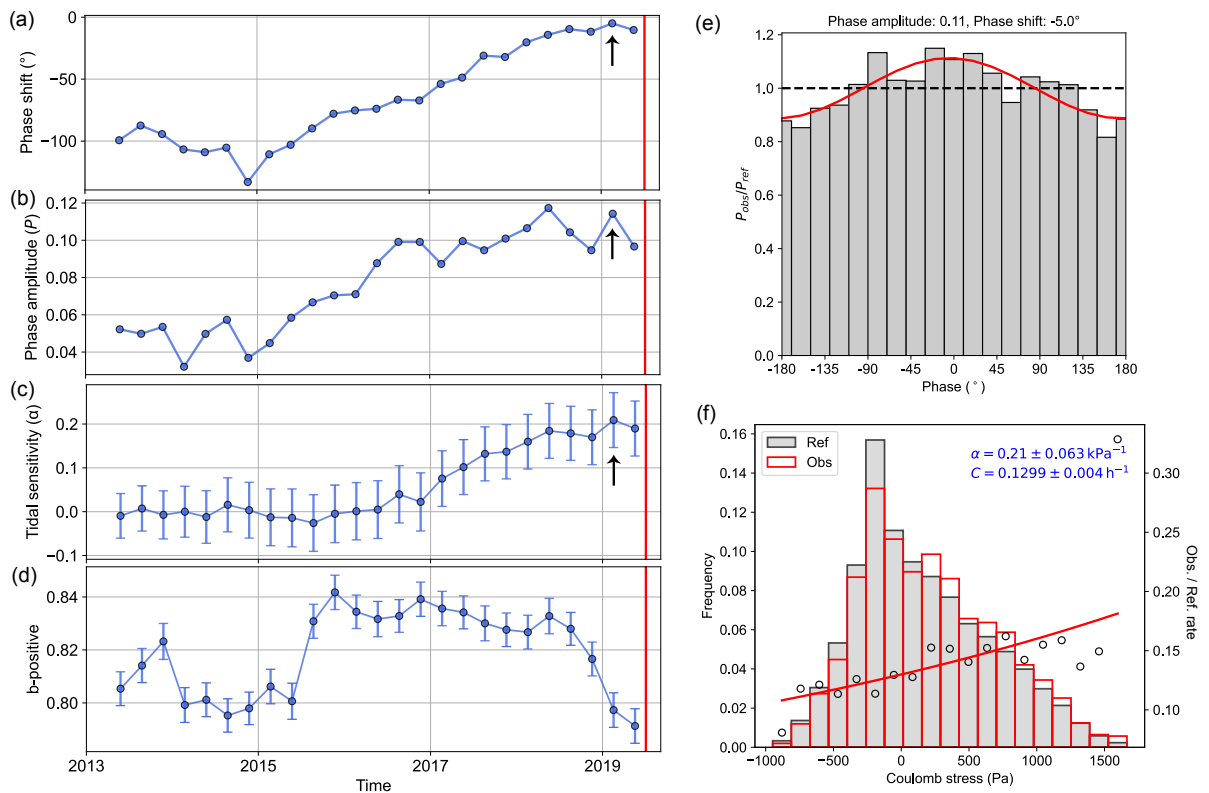 (a)
Phase shift (°)
0
−50
−100
(b)
Phase amplitude (P)
0.12
0.10
0.08
0.06
0.04
(c)
Tidal sensitivity (α)
0.2
0.1
0.0
−0.1
(d)
b-positive
0.84
0.82
0.80
2013
2015
2017
2019
Time
(e)
Phase amplitude: 0.11, Phase shift: -5.0°
P_obs/P_ref
1.2
1.0
0.8
0.6
0.4
0.2
0.0
-180
-135
-90
-45
0
45
90
135
180
Phase (°)
(f)
Ref
Obs
α = 0.21 ± 0.063 kPa⁻¹
C = 0.1299 ± 0.004 h⁻¹
Frequency
0.16
0.14
0.12
0.10
0.08
0.06
0.04
0.02
0.00
0.30
0.25
0.20
0.15
0.10
Obs. / Ref. rate
−1000
−500
0
500
1000
1500
Coulomb stress (Pa)